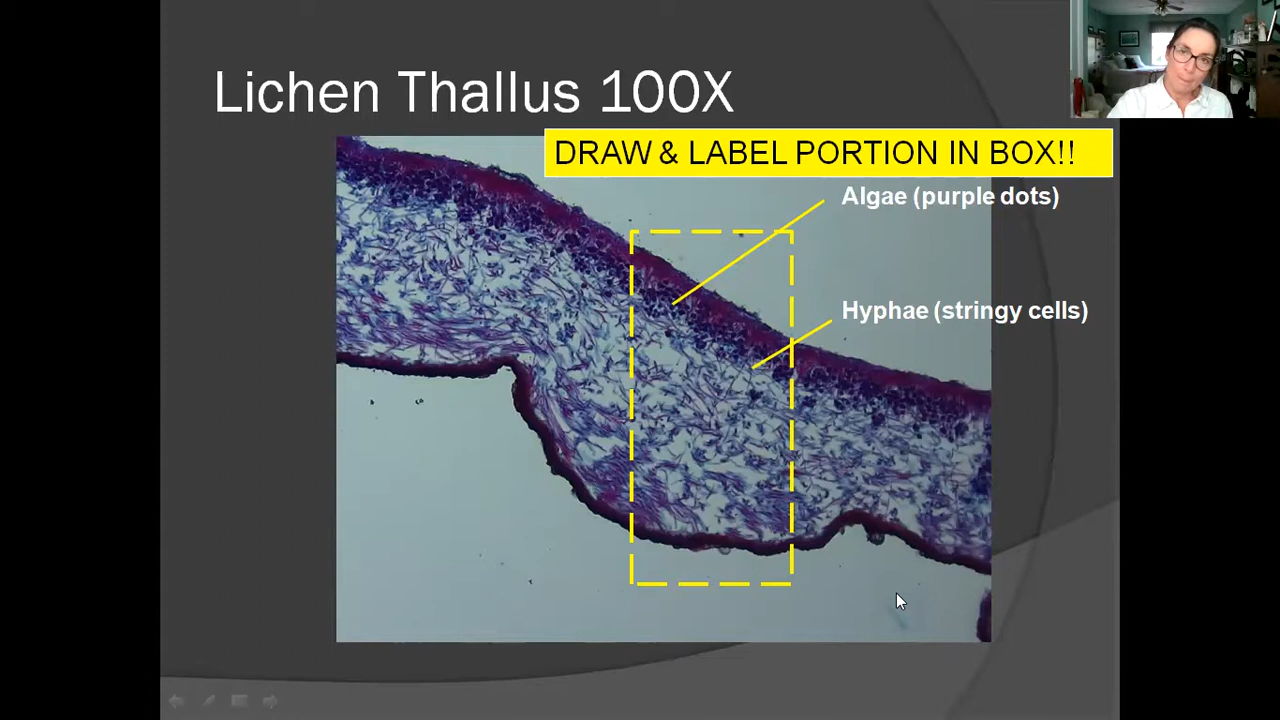 Lichen Thallus 100X
DRAW & LABEL PORTION IN BOX!!
Algae (purple dots)
Hyphae (stringy cells)